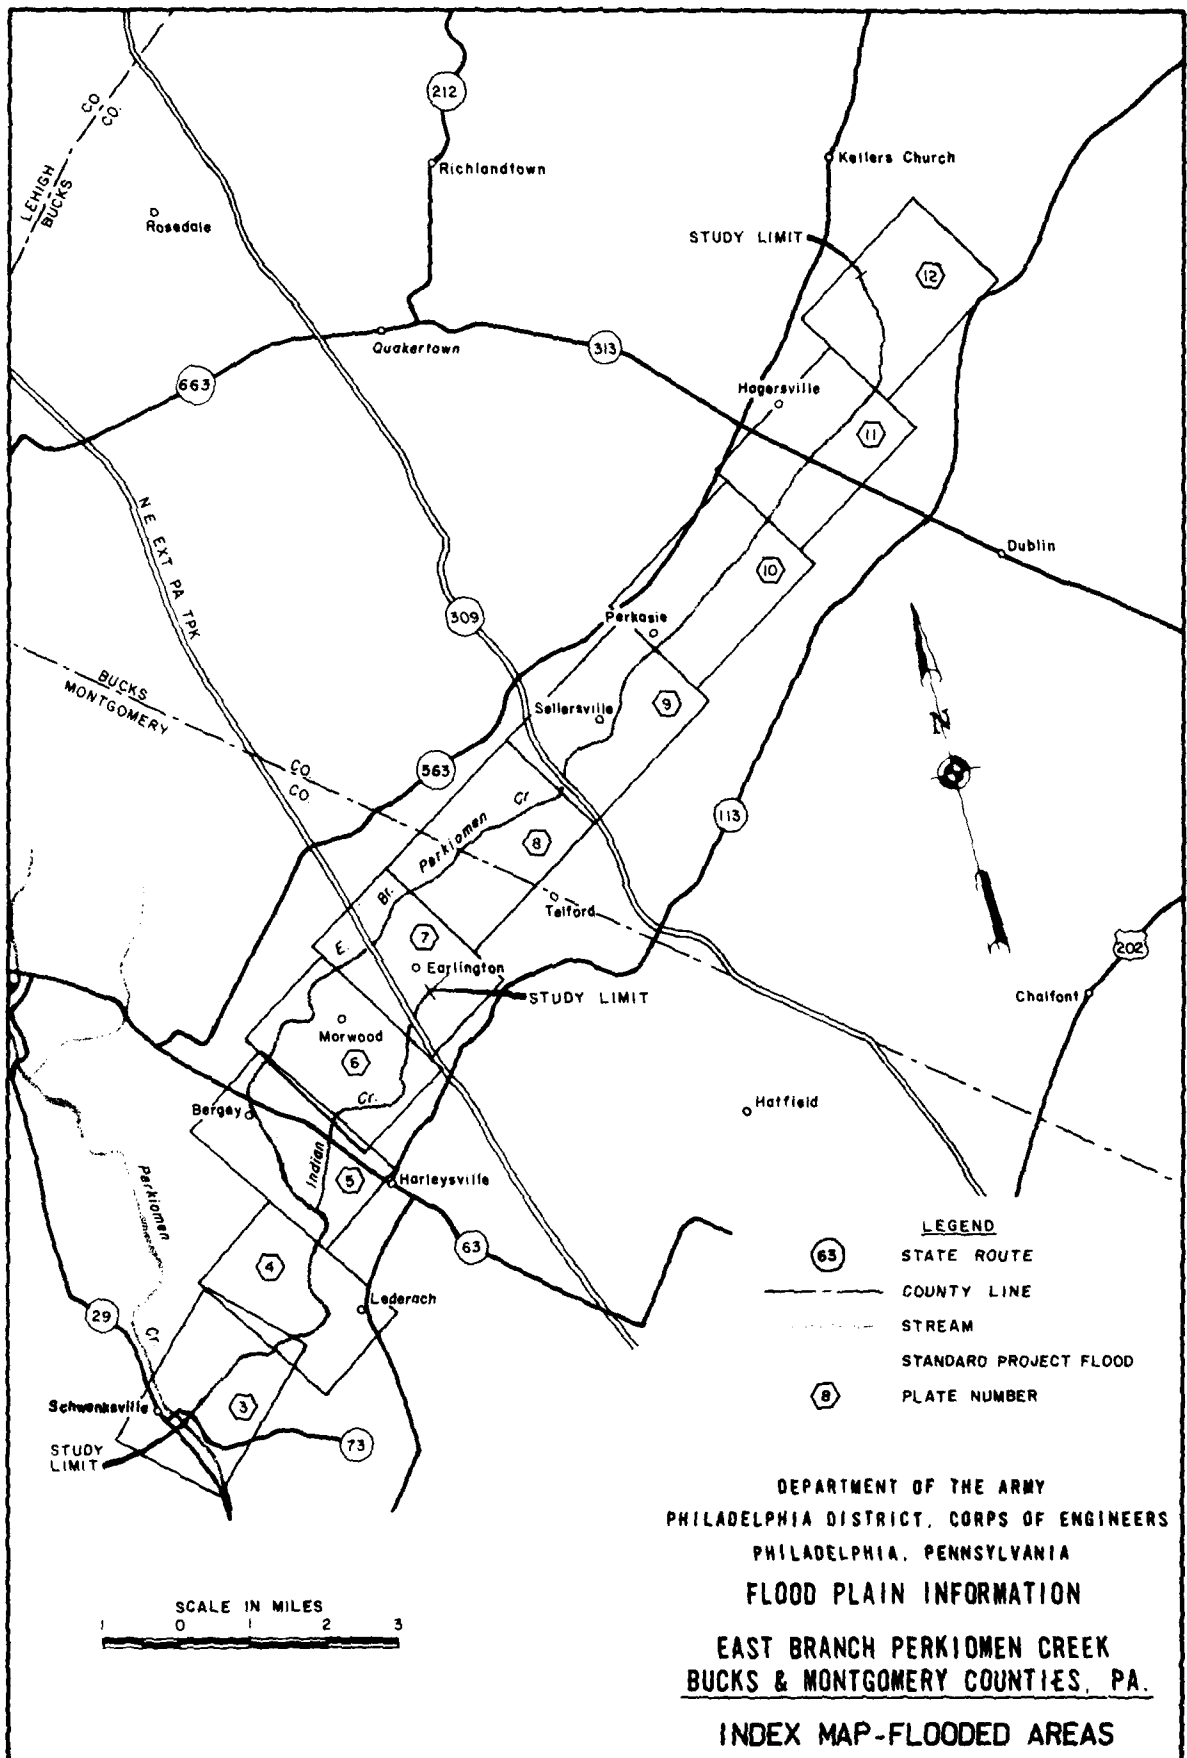 212
CO.
CO.
LEHIGH
BUCKS
Richlandtown
Kellers Church
Rosedale
STUDY LIMIT
12
Quakertown
313
663
Hagersville
11
N E EXT PA TPK
Dublin
10
309
Perkasie
BUCKS
MONTGOMERY
9
Sellersville
CO
CO.
563
113
Cr
Perkiomen
8
Br.
Telford
N
7
E.
Earlington
202
STUDY LIMIT
Chalfont
Morwood
6
Cr.
Hatfield
Bergey
Indian
5
Harleysville
Perkiomen
63
4
Lederach
29
Cr
Schwenksville
3
73
STUDY
LIMIT
LEGEND
63 STATE ROUTE
COUNTY LINE
STREAM
STANDARD PROJECT FLOOD
8 PLATE NUMBER
DEPARTMENT OF THE ARMY
PHILADELPHIA DISTRICT, CORPS OF ENGINEERS
PHILADELPHIA, PENNSYLVANIA
FLOOD PLAIN INFORMATION
EAST BRANCH PERKIOMEN CREEK
BUCKS & MONTGOMERY COUNTIES, PA.
INDEX MAP-FLOODED AREAS
SCALE IN MILES
1 0 1 2 3